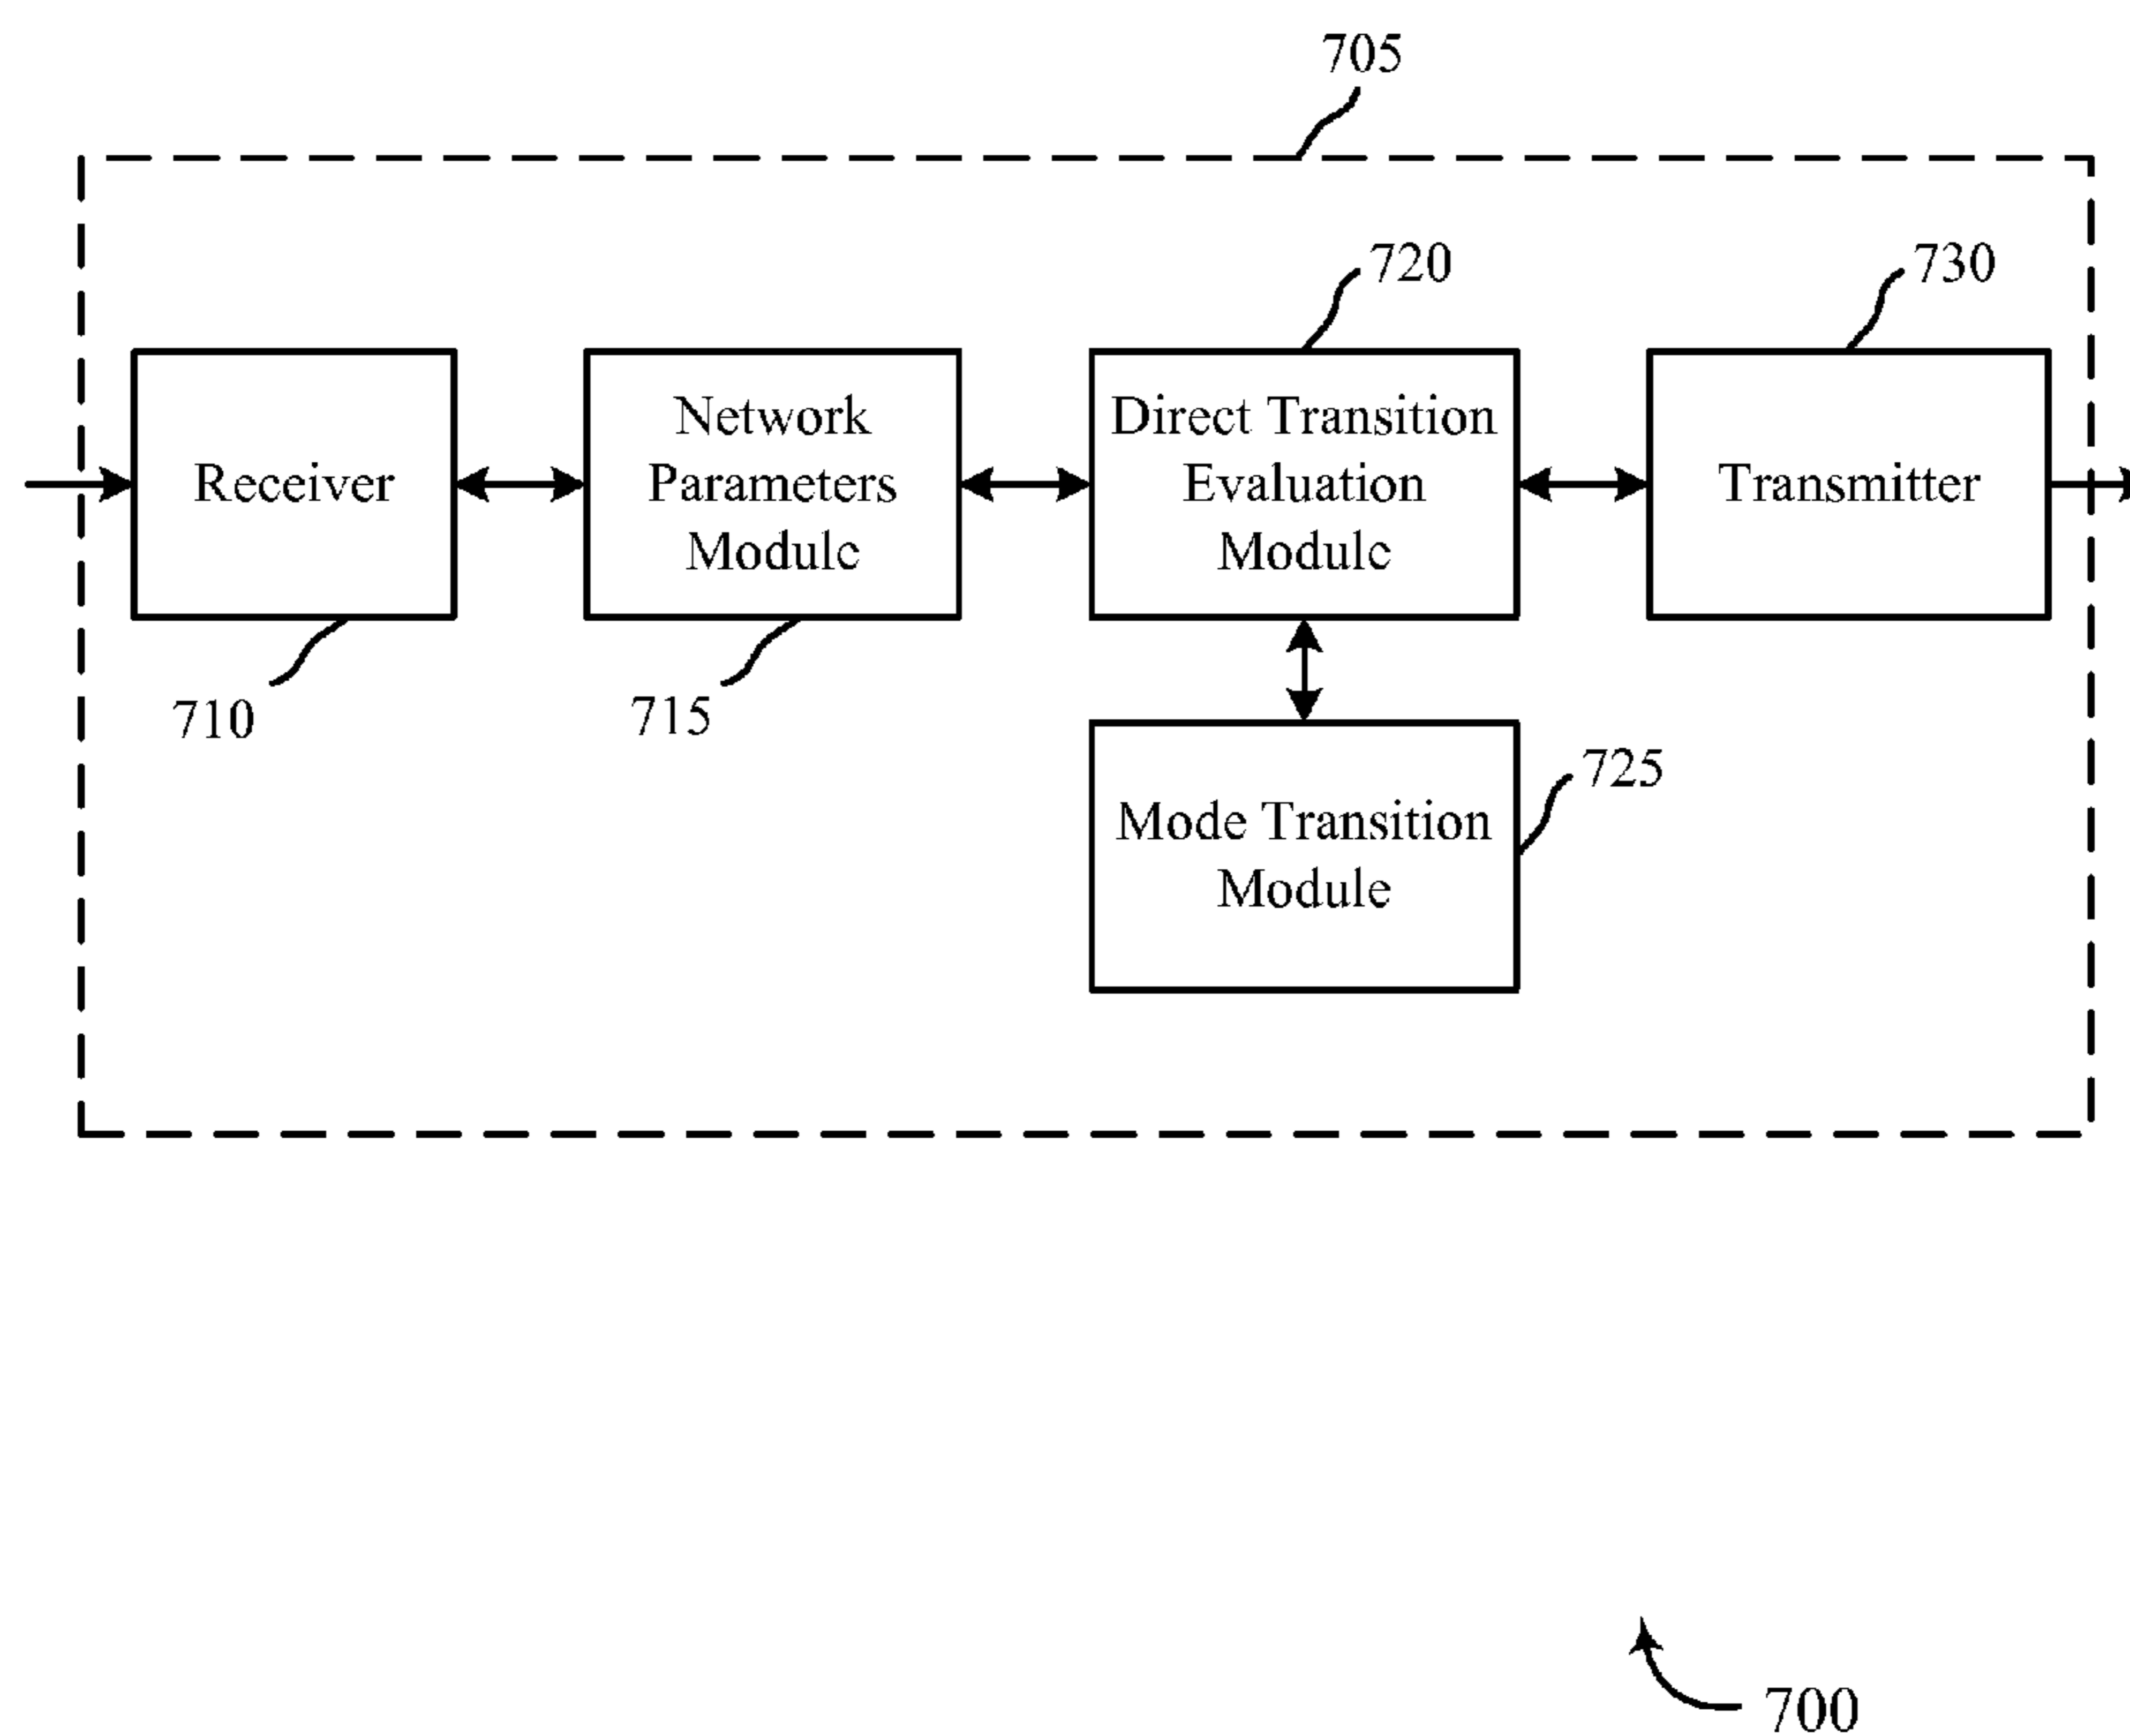 705
720
730
Receiver
Network
Parameters
Module
Direct Transition
Evaluation
Module
Transmitter
710
715
725
Mode Transition
Module
700